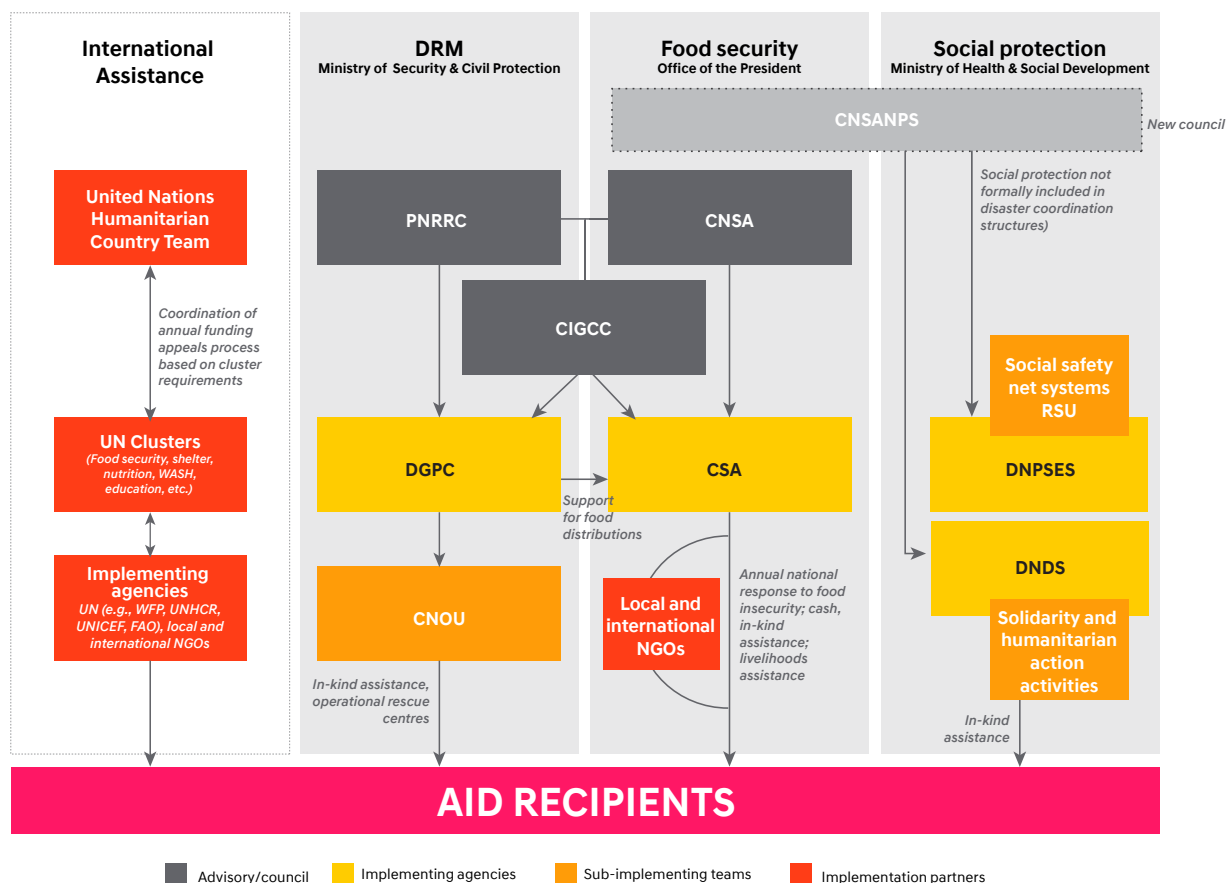 International
Assistance
DRM
Ministry of Security & Civil Protection
Food security
Office of the President
Social protection
Ministry of Health & Social Development
CNSANPS
New council
United Nations
Humanitarian
Country Team
PNRRC
CNSA
Social protection not
formally included in
disaster coordination
structures)
CIGCC
Coordination of
annual funding
appeals process
based on cluster
requirements
Social safety
net systems
RSU
UN Clusters
(Food security, shelter,
nutrition, WASH,
education, etc.)
DGPC
CSA
DNPSES
Support
for food
distributions
Implementing
agencies
UN (e.g., WFP, UNHCR,
UNICEF, FAO), local and
international NGOs
CNOU
Local and
international
NGOs
Annual national
response to food
insecurity; cash,
in-kind
assistance;
livelihoods
assistance
DNDS
Solidarity and
humanitarian
action
activities
In-kind assistance,
operational rescue
centres
In-kind
assistance
AID RECIPIENTS
Advisory/council
Implementing agencies
Sub-implementing teams
Implementation partners